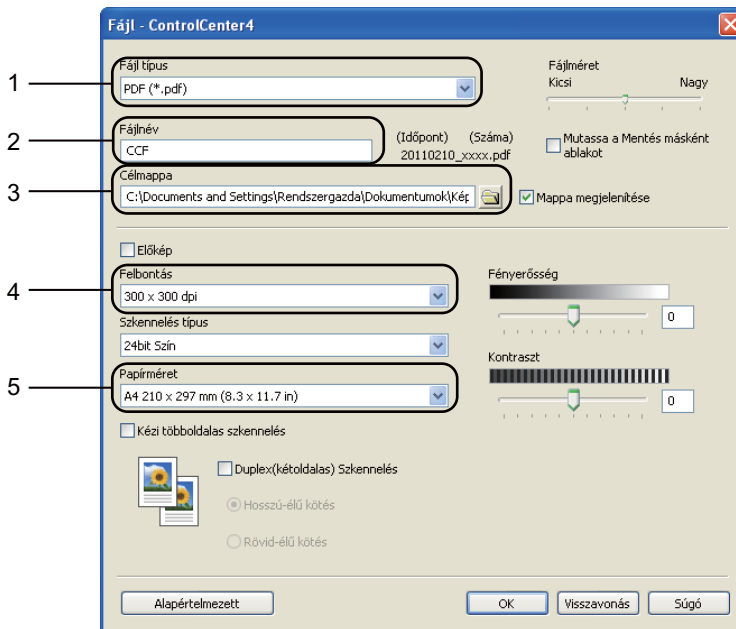 Fájl - ControlCenter4
1
Fájl típus
PDF (*.pdf)
Fájlméret
Kicsi Nagy
2
Fájlnév
CCF
(Időpont) (Száma)
20110210_xxxx.pdf
Mutassa a Mentés másként
ablakot
3
Célmappa
C:\Documents and Settings\Rendszergazda\Dokumentumok\Kép
Mappa megjelenítése
Előkép
4
Felbontás
300 x 300 dpi
Fényerősség
0
Szkennelés típus
24bit Szín
Kontraszt
0
5
Papírméret
A4 210 x 297 mm (8.3 x 11.7 in)
Kézi többoldalas szkennelés
Duplex(kétoldalas) Szkennelés
Hosszú-élű kötés
Rövid-élű kötés
Alapértelmezett OK Visszavonás Súgó